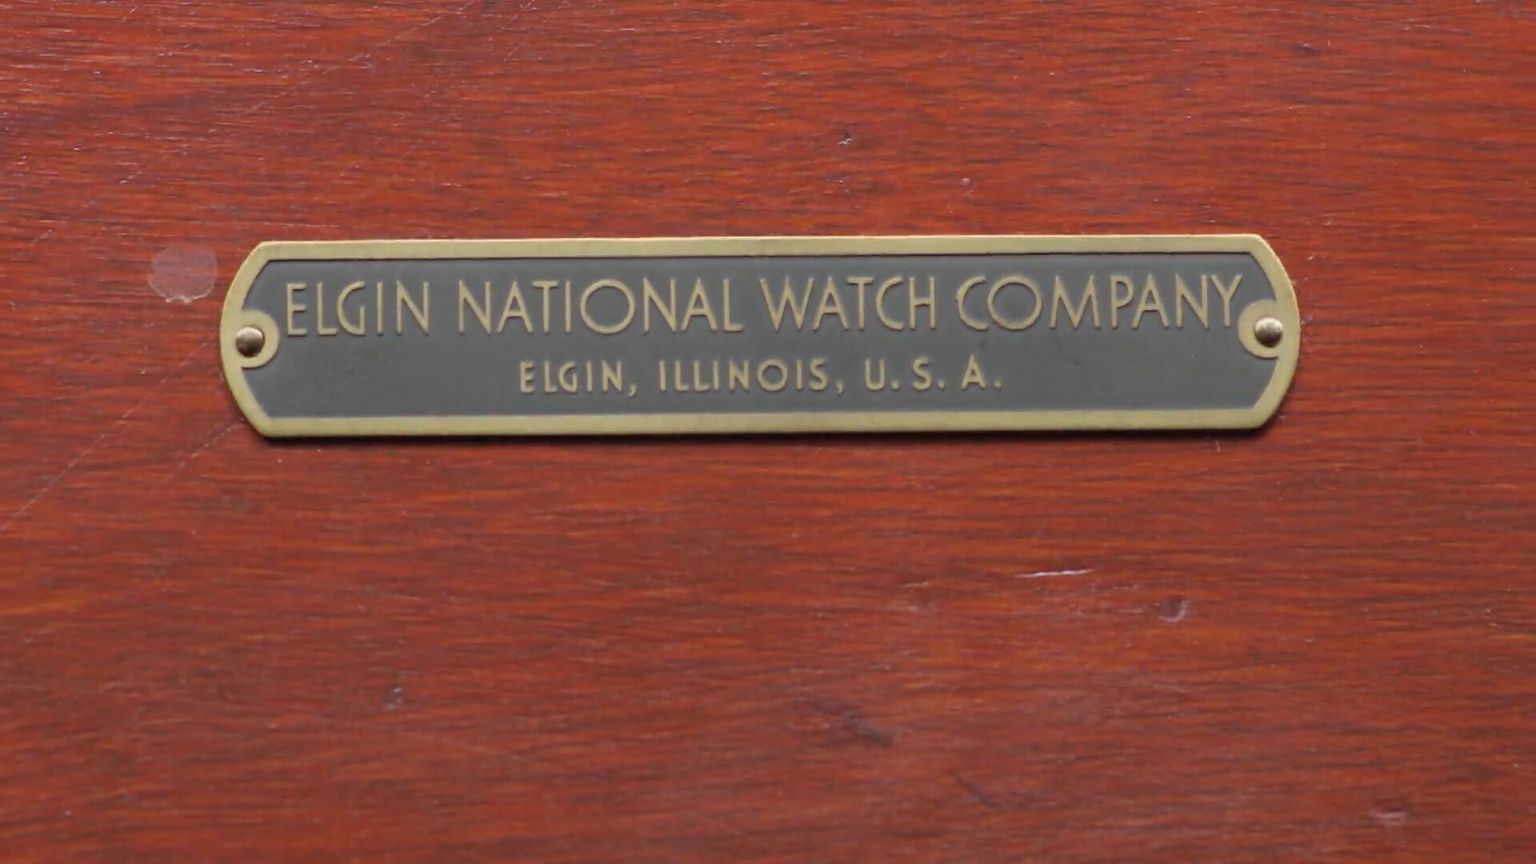 ELGIN NATIONAL WATCH COMPANY
ELGIN, ILLINOIS, U.S.A.